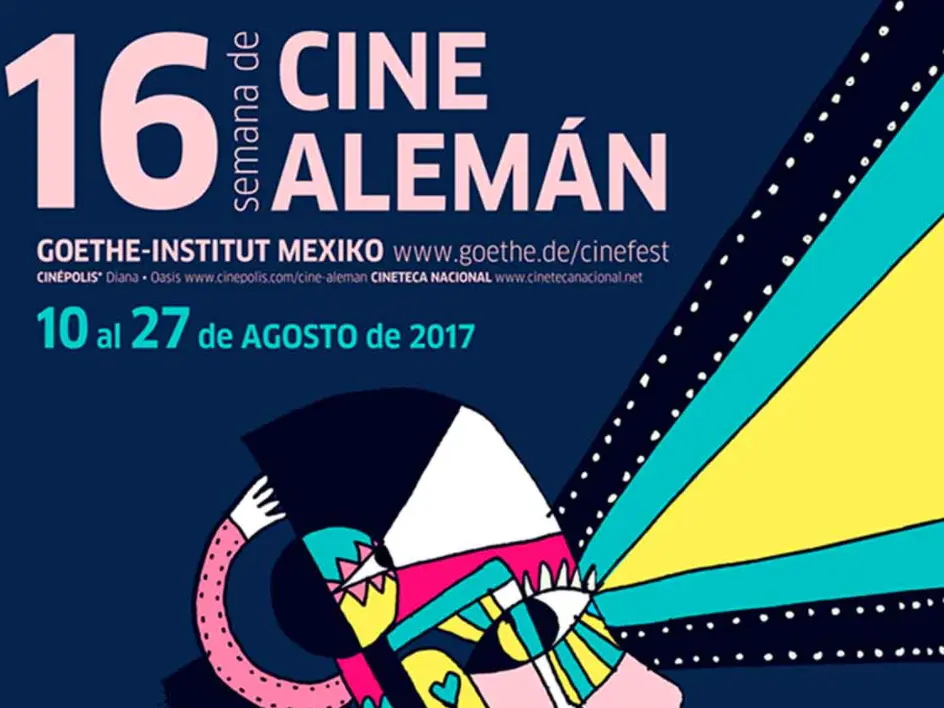 16 semana de CINE
ALEMÁN
GOETHE-INSTITUT MEXIKO www.goethe.de/cinefest
CINÉPOLIS® Diana • Oasis www.cinepolis.com/cine-aleman CINETECA NACIONAL www.cinetecanacional.net
10 al 27 de AGOSTO de 2017